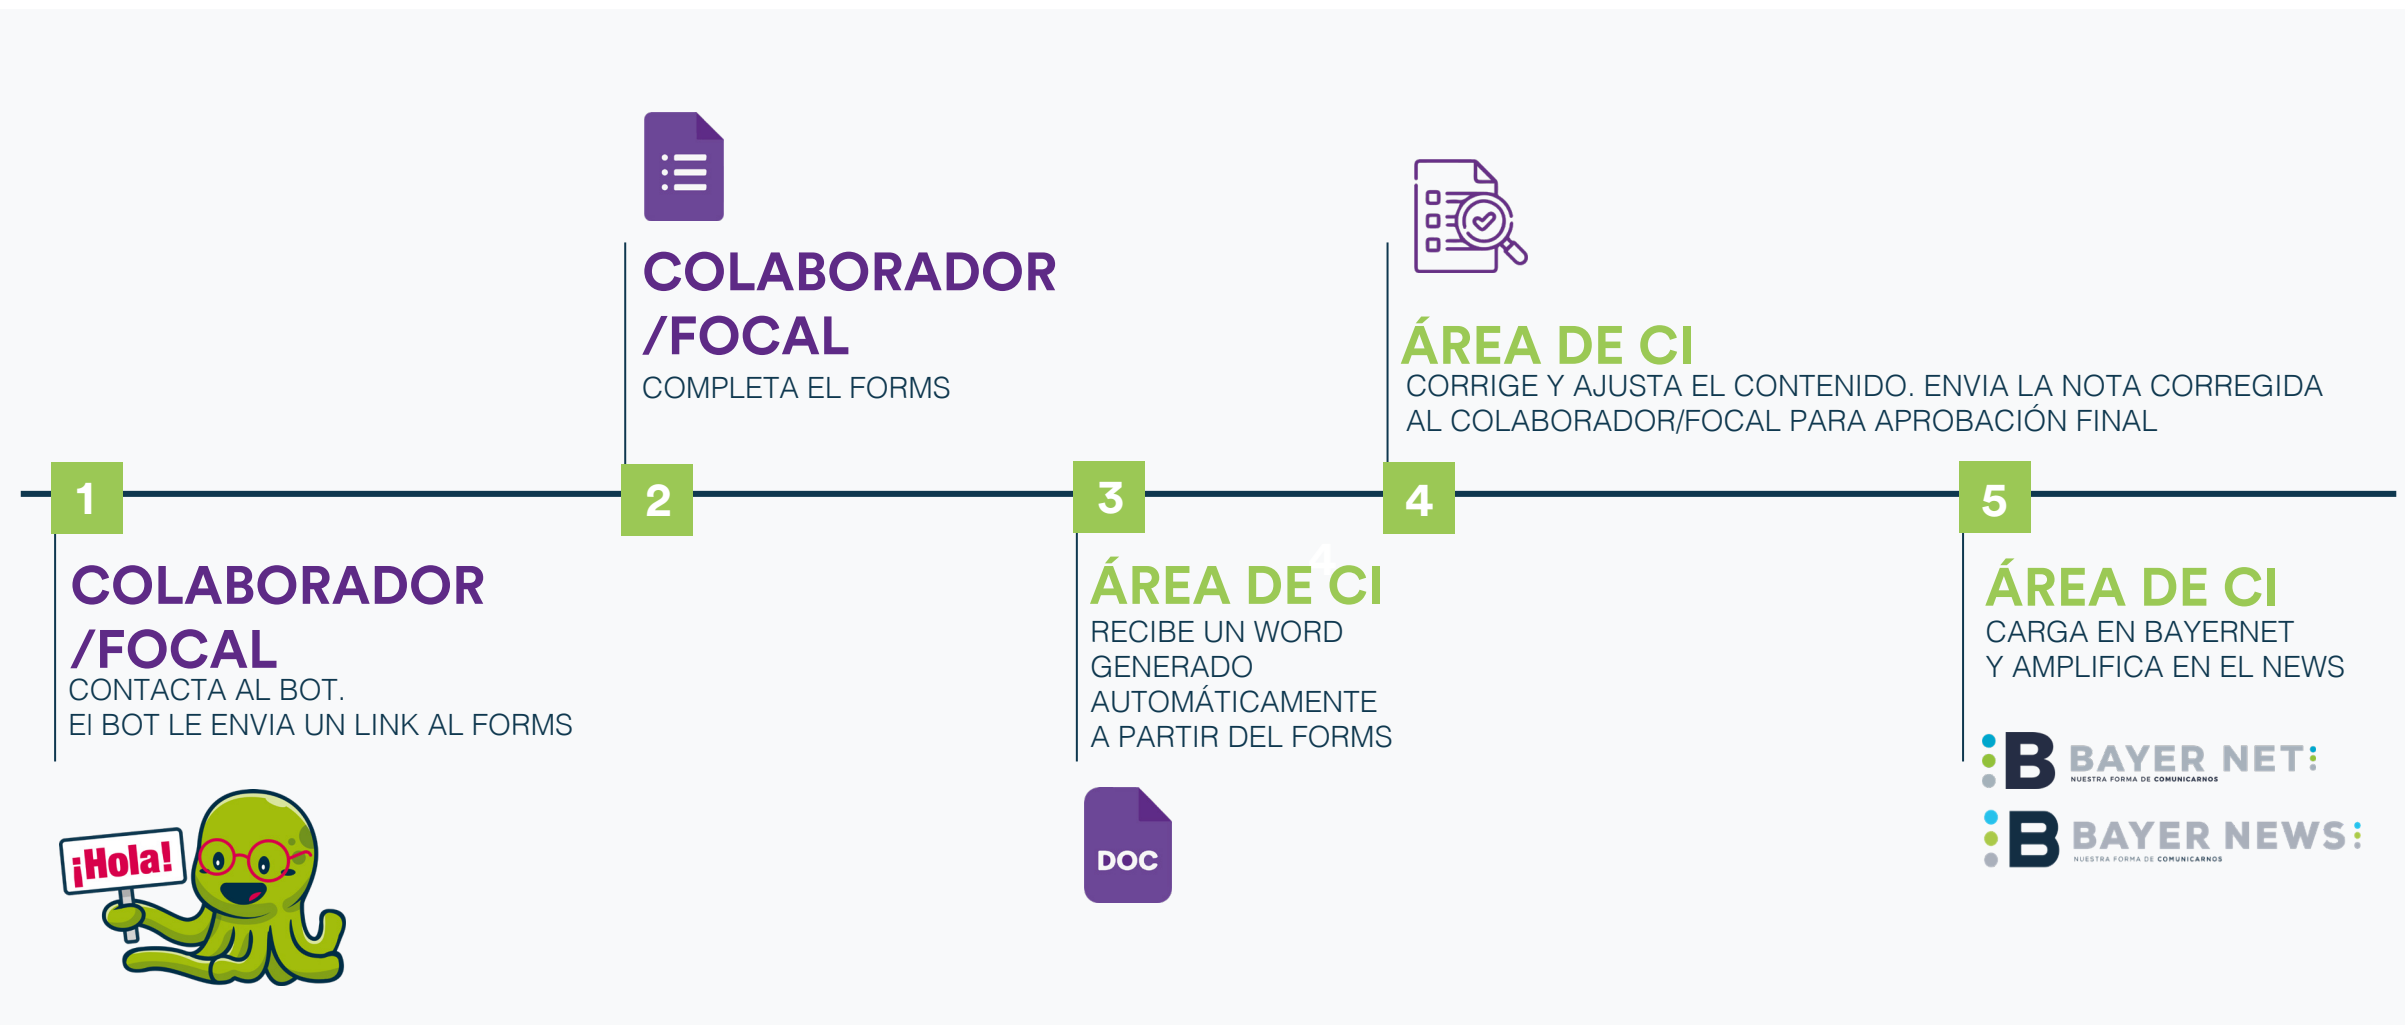 1
COLABORADOR
/FOCAL
CONTACTA AL BOT.
El BOT LE ENVIA UN LINK AL FORMS
¡Hola!
COLABORADOR
/FOCAL
COMPLETA EL FORMS
2
3
4
ÁREA DE CI
RECIBE UN WORD
GENERADO
AUTOMÁTICAMENTE
A PARTIR DEL FORMS
DOC
ÁREA DE CI
CORRIGE Y AJUSTA EL CONTENIDO. ENVIA LA NOTA CORREGIDA
AL COLABORADOR/FOCAL PARA APROBACIÓN FINAL
4
5
ÁREA DE CI
CARGA EN BAYERNET
Y AMPLIFICA EN EL NEWS
B BAYER NET:
NUESTRA FORMA DE COMUNICARNOS
B BAYER NEWS:
NUESTRA FORMA DE COMUNICARNOS